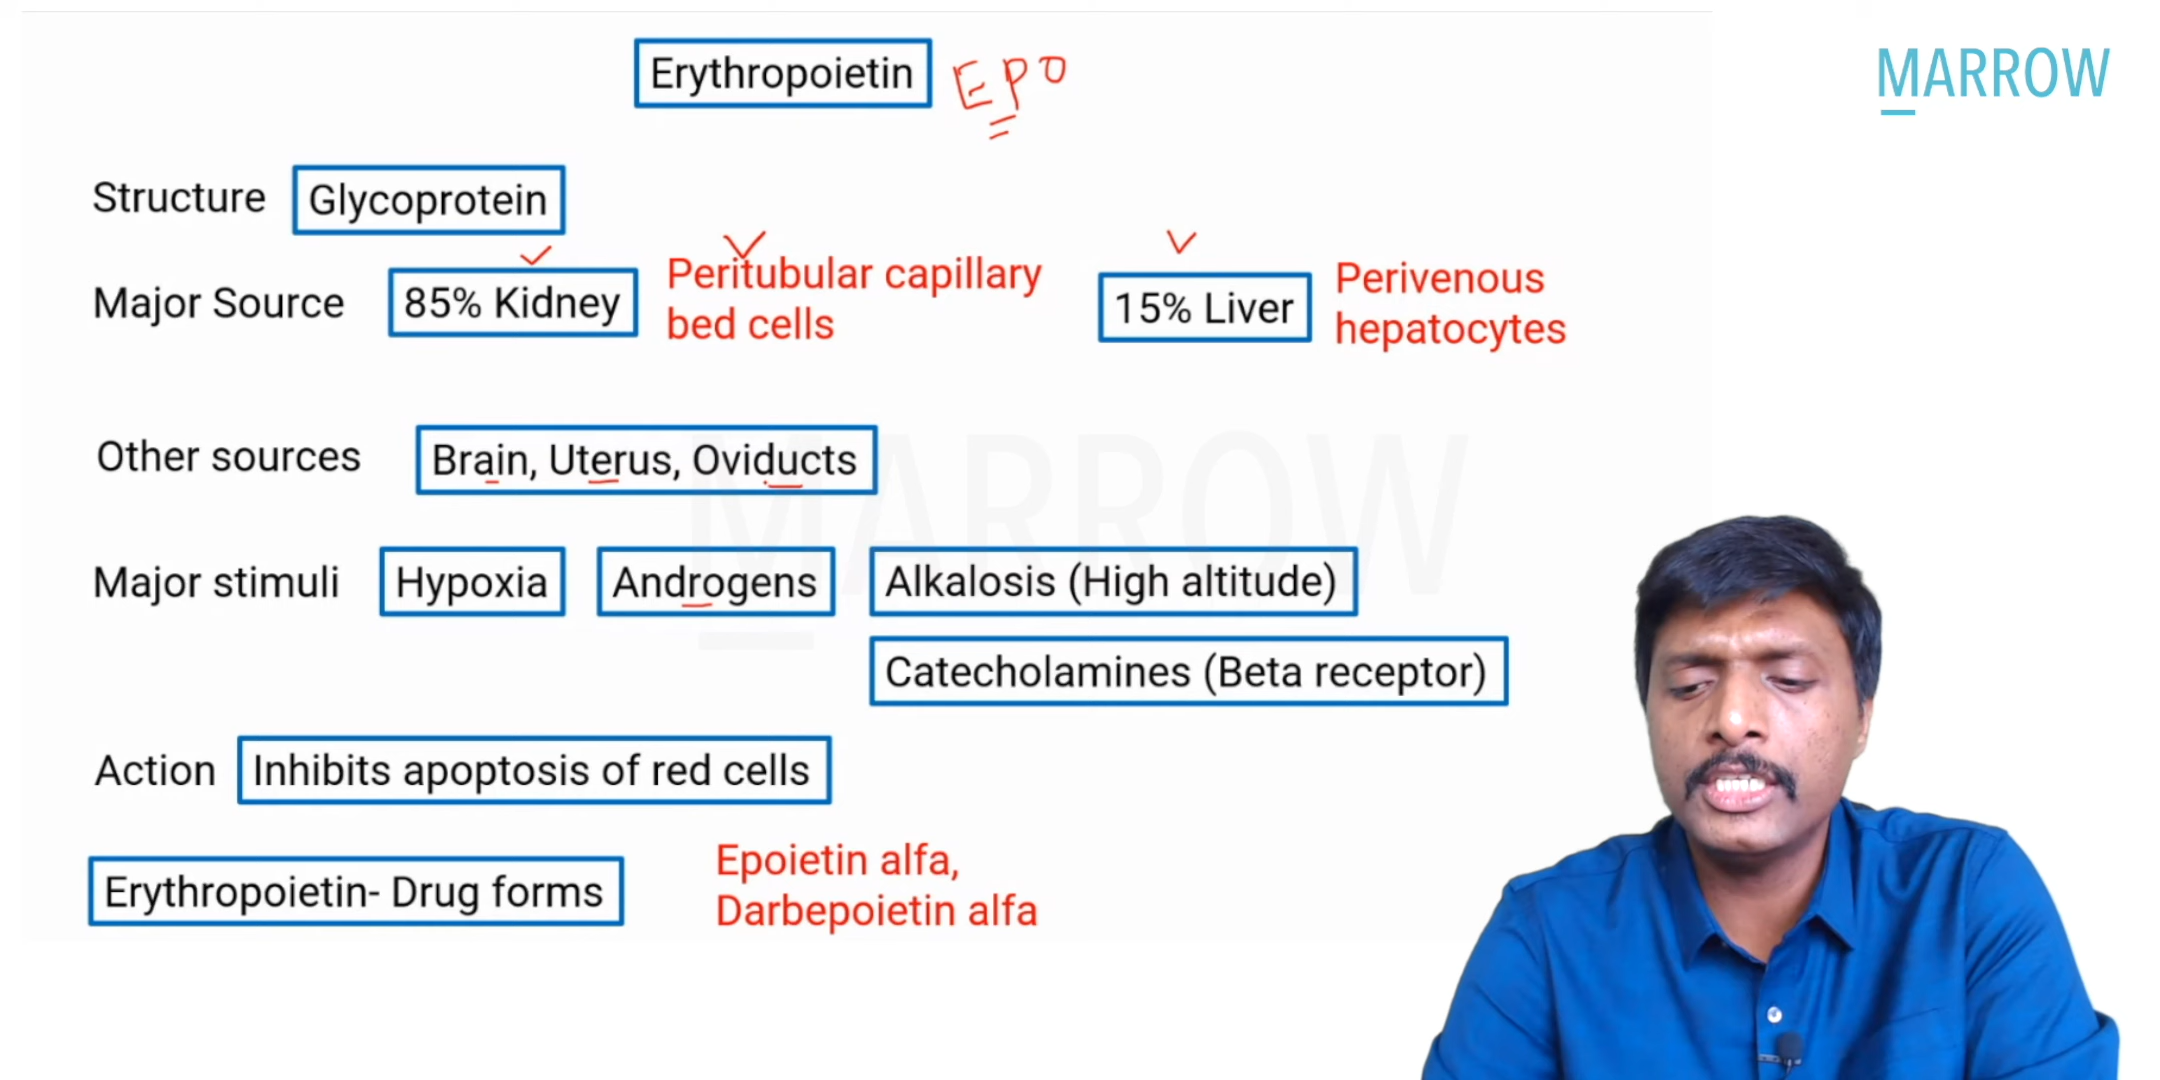 MARROW
Erythropoietin EPO
Structure Glycoprotein
Major Source 85% Kidney Peritubular capillary
bed cells
15% Liver Perivenous
hepatocytes
Other sources Brain, Uterus, Oviducts
MARROW
Major stimuli Hypoxia Androgens Alkalosis (High altitude)
Catecholamines (Beta receptor)
Action Inhibits apoptosis of red cells
Erythropoietin- Drug forms Epoietin alfa,
Darbepoietin alfa